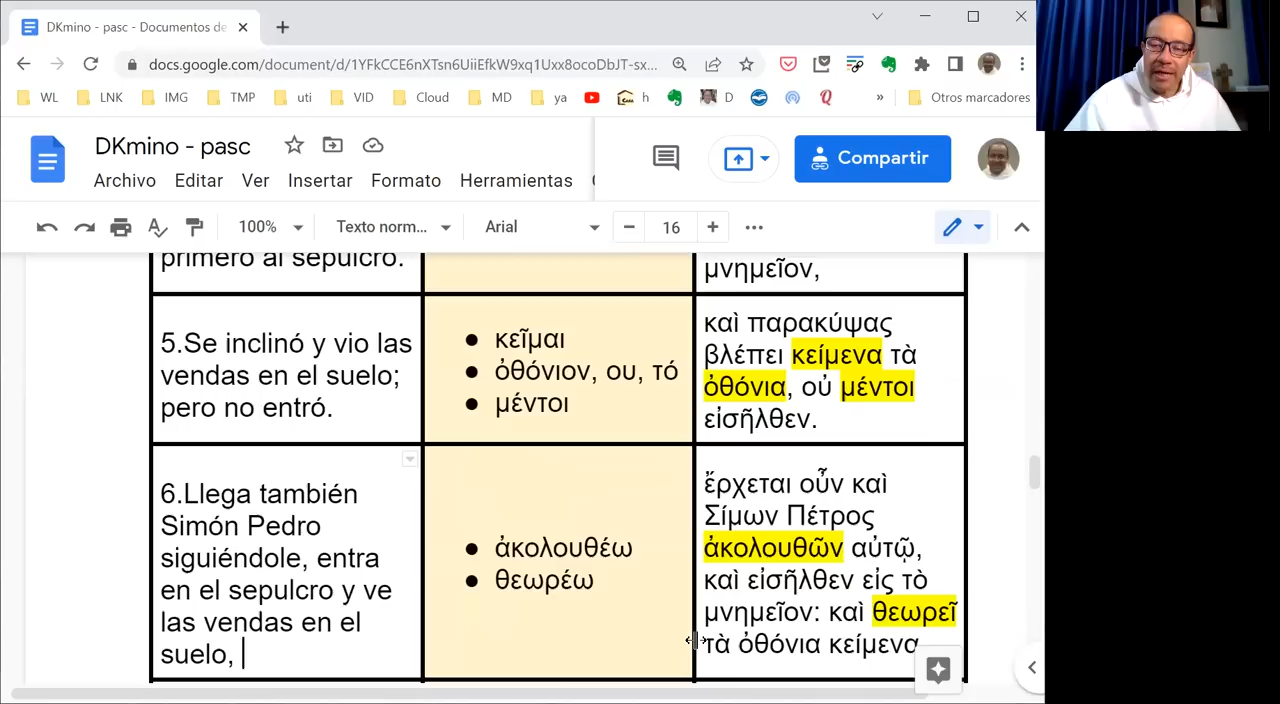 DKmino - pasc - Documentos de
docs.google.com/document/d/1YFkCCE6nXTsn6UiiEfkW9xq1Uxx8ocoDbJT-sx...
WL LNK IMG TMP uti VID Cloud MD ya h D » Otros marcadores
DKmino - pasc
Archivo Editar Ver Insertar Formato Herramientas
Compartir
100% Texto norm... Arial 16
primero al sepulcro.
μνημεῖον,
5.Se inclinó y vio las
vendas en el suelo;
pero no entró.
κεῖμαι
ὀθόνιον, ου, τό
μέντοι
καὶ παρακύψας
βλέπει κείμενα τὰ
ὀθόνια, οὐ μέντοι
εἰσῆλθεν.
6.Llega también
Simón Pedro
siguiéndole, entra
en el sepulcro y ve
las vendas en el
suelo,
ἀκολουθέω
θεωρέω
ἔρχεται οὖν καὶ
Σίμων Πέτρος
ἀκολουθῶν αὐτῷ,
καὶ εἰσῆλθεν εἰς τὸ
μνημεῖον: καὶ θεωρεῖ
τὰ ὀθόνια κείμενα